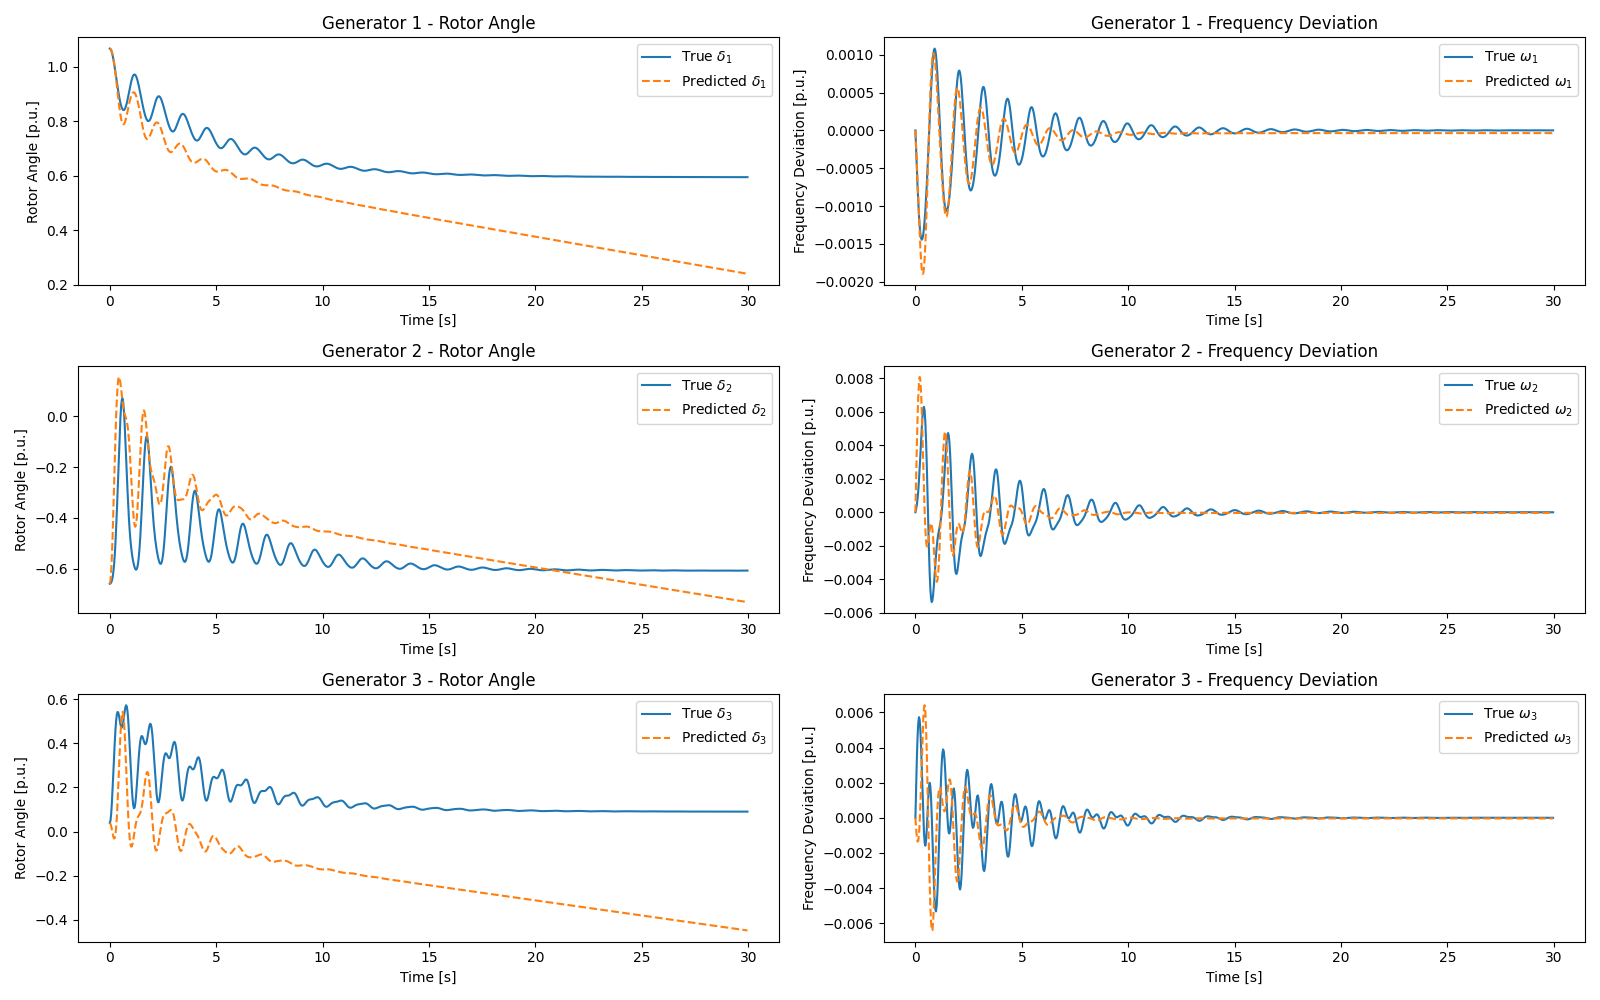 Generator 1 - Rotor Angle
Rotor Angle [p.u.]
1.0
0.8
0.6
0.4
0.2
True δ1
Predicted δ1
0 5 10 15 20 25 30
Time [s]
Generator 1 - Frequency Deviation
Frequency Deviation [p.u.]
0.0010
0.0005
0.0000
−0.0005
−0.0010
−0.0015
−0.0020
True ω1
Predicted ω1
0 5 10 15 20 25 30
Time [s]
Generator 2 - Rotor Angle
Rotor Angle [p.u.]
0.0
−0.2
−0.4
−0.6
True δ2
Predicted δ2
0 5 10 15 20 25 30
Time [s]
Generator 2 - Frequency Deviation
Frequency Deviation [p.u.]
0.008
0.006
0.004
0.002
0.000
−0.002
−0.004
−0.006
True ω2
Predicted ω2
0 5 10 15 20 25 30
Time [s]
Generator 3 - Rotor Angle
Rotor Angle [p.u.]
0.6
0.4
0.2
0.0
−0.2
−0.4
True δ3
Predicted δ3
0 5 10 15 20 25 30
Time [s]
Generator 3 - Frequency Deviation
Frequency Deviation [p.u.]
0.006
0.004
0.002
0.000
−0.002
−0.004
−0.006
True ω3
Predicted ω3
0 5 10 15 20 25 30
Time [s]